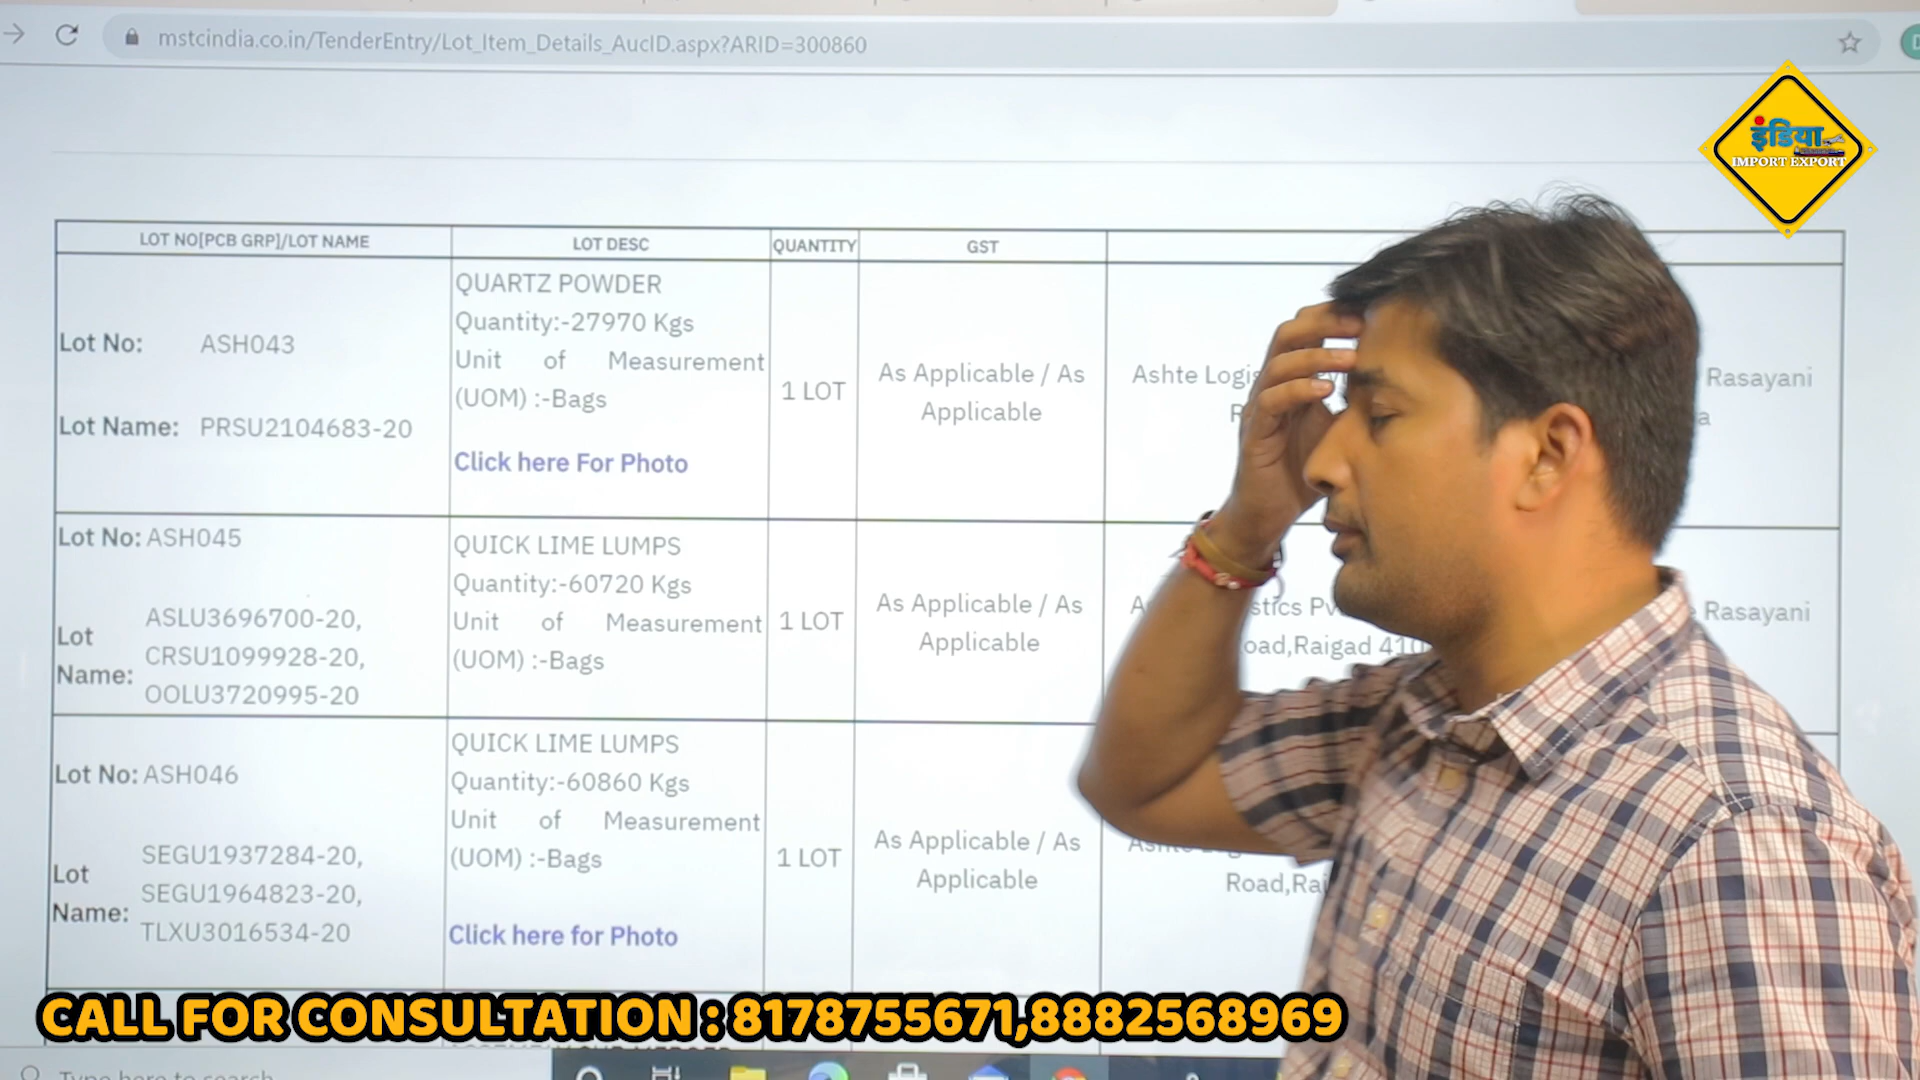 mstcindia.co.in/TenderEntry/Lot_Item_Details_AucID.aspx?ARID=300860
इंडिया
IMPORT EXPORT
LOT NO[PCB GRP]/LOT NAME LOT DESC QUANTITY GST
Lot No: ASH043
Lot Name: PRSU2104683-20
QUARTZ POWDER
Quantity:-27970 Kgs
Unit of Measurement
(UOM) :-Bags
Click here For Photo
1 LOT
As Applicable / As
Applicable
Ashte Rasayani
Lot No: ASH045
Lot Name: ASLU3696700-20,
CRSU1099928-20,
OOLU3720995-20
QUICK LIME LUMPS
Quantity:-60720 Kgs
Unit of Measurement
(UOM) :-Bags
1 LOT
As Applicable / As
Applicable
Rasayani
Lot No: ASH046
Lot Name: SEGU1937284-20,
SEGU1964823-20,
TLXU3016534-20
QUICK LIME LUMPS
Quantity:-60860 Kgs
Unit of Measurement
(UOM) :-Bags
Click here for Photo
1 LOT
As Applicable / As
Applicable
CALL FOR CONSULTATION : 8178755671,8882568969
Type here to search